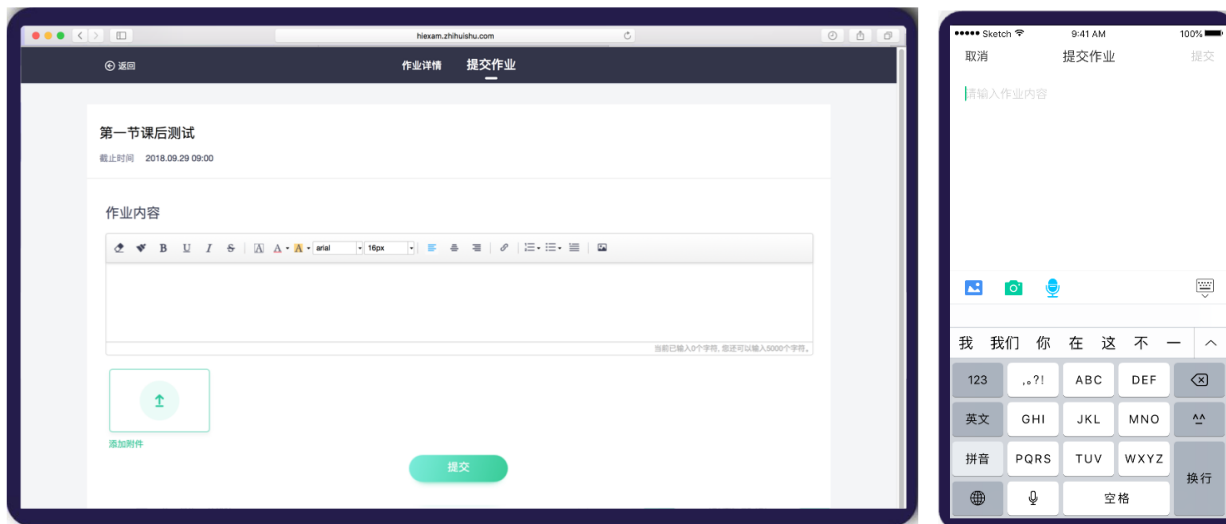 hiexam.zhihuishu.com
返回
作业详情
提交作业
第一节课后测试
截止时间 2018.09.29 09:00
作业内容
B U I S A A A arial 16px
当前已输入0个字符, 您还可以输入5000个字符。
添加附件
提交
Sketch 9:41 AM 100%
取消 提交作业 提交
请输入作业内容
我 我们 你 在 这 不 一
123 ,。?! ABC DEF
英文 GHI JKL MNO ^^
拼音 PQRS TUV WXYZ
换行
空格